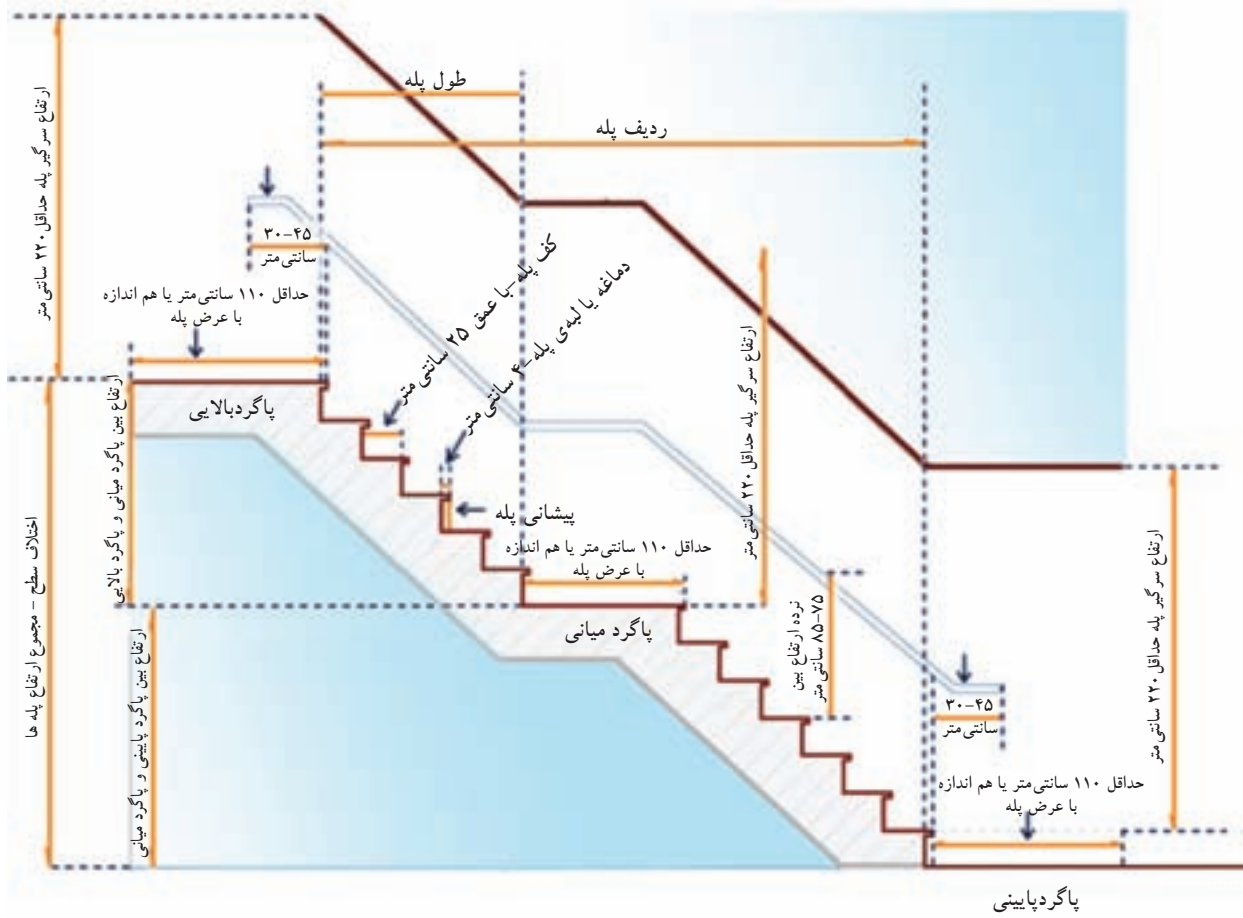 طول پله
ردیف پله
ارتفاع سرگیر پله حداقل ۲۲۰ سانتی متر
۳۰-۴۵
سانتی‌متر
حداقل ۱۱۰ سانتی‌متر یا هم اندازه
با عرض پله
کف پله-با عمق ۲۵ سانتی متر
دماغه یا لبه‌ی پله-۴ سانتی متر
پاگردبالایی
ارتفاع بین پاگرد میانی و پاگرد بالایی
پیشانی پله
ارتفاع سرگیر پله حداقل ۲۲۰ سانتی متر
حداقل ۱۱۰ سانتی‌متر یا هم اندازه
با عرض پله
پاگرد میانی
نرده ارتفاع بین
۸۵-۷۵ سانتی متر
ارتفاع سرگیر پله حداقل ۲۲۰ سانتی متر
اختلاف سطح - مجموع ارتفاع پله ها
ارتفاع بین پاگرد پایینی و پاگرد میانی
۳۰-۴۵
سانتی‌متر
حداقل ۱۱۰ سانتی‌متر یا هم اندازه
با عرض پله
پاگردپایینی